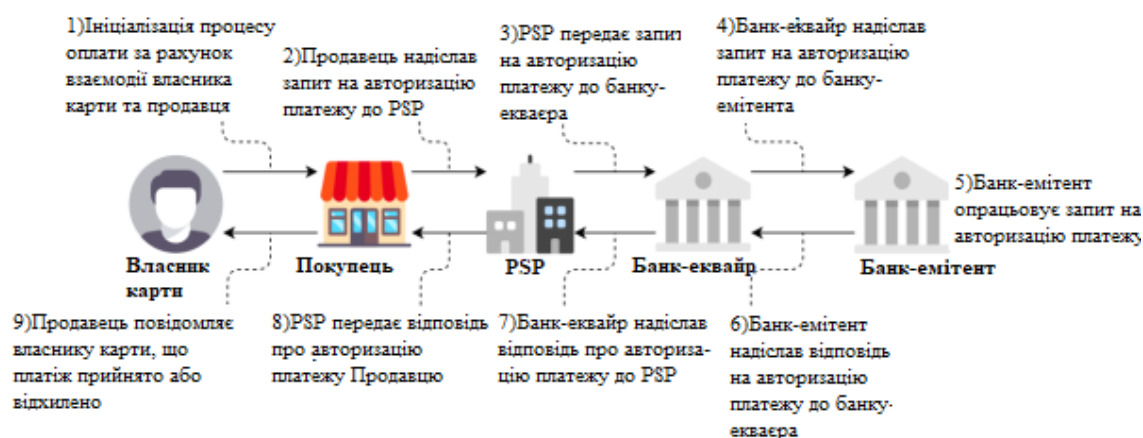 1)Ініціалізація процесу
оплати за рахунок
взаємодії власника
карти та продавця
2)Продавець надіслав
запит на авторизацію
платежу до PSP
3)PSP передає запит
на авторизацію
платежу до банку-
екваєра
4)Банк-еквайр надіслав
запит на авторизацію
платежу до банку-
емітента
5)Банк-емітент
опрацьовує запит на
авторизацію платежу
Власник
карти
Покупець
PSP
Банк-еквайр
Банк-емітент
9)Продавець повідомляє
власнику карти, що
платіж прийнято або
відхилено
8)PSP передає відповідь
про авторизацію
платежу Продавцю
7)Банк-еквайр надіслав
відповідь про авториза-
цію платежу до PSP
6)Банк-емітент
надіслав відповідь
на авторизацію
платежу до банку-
екваєра